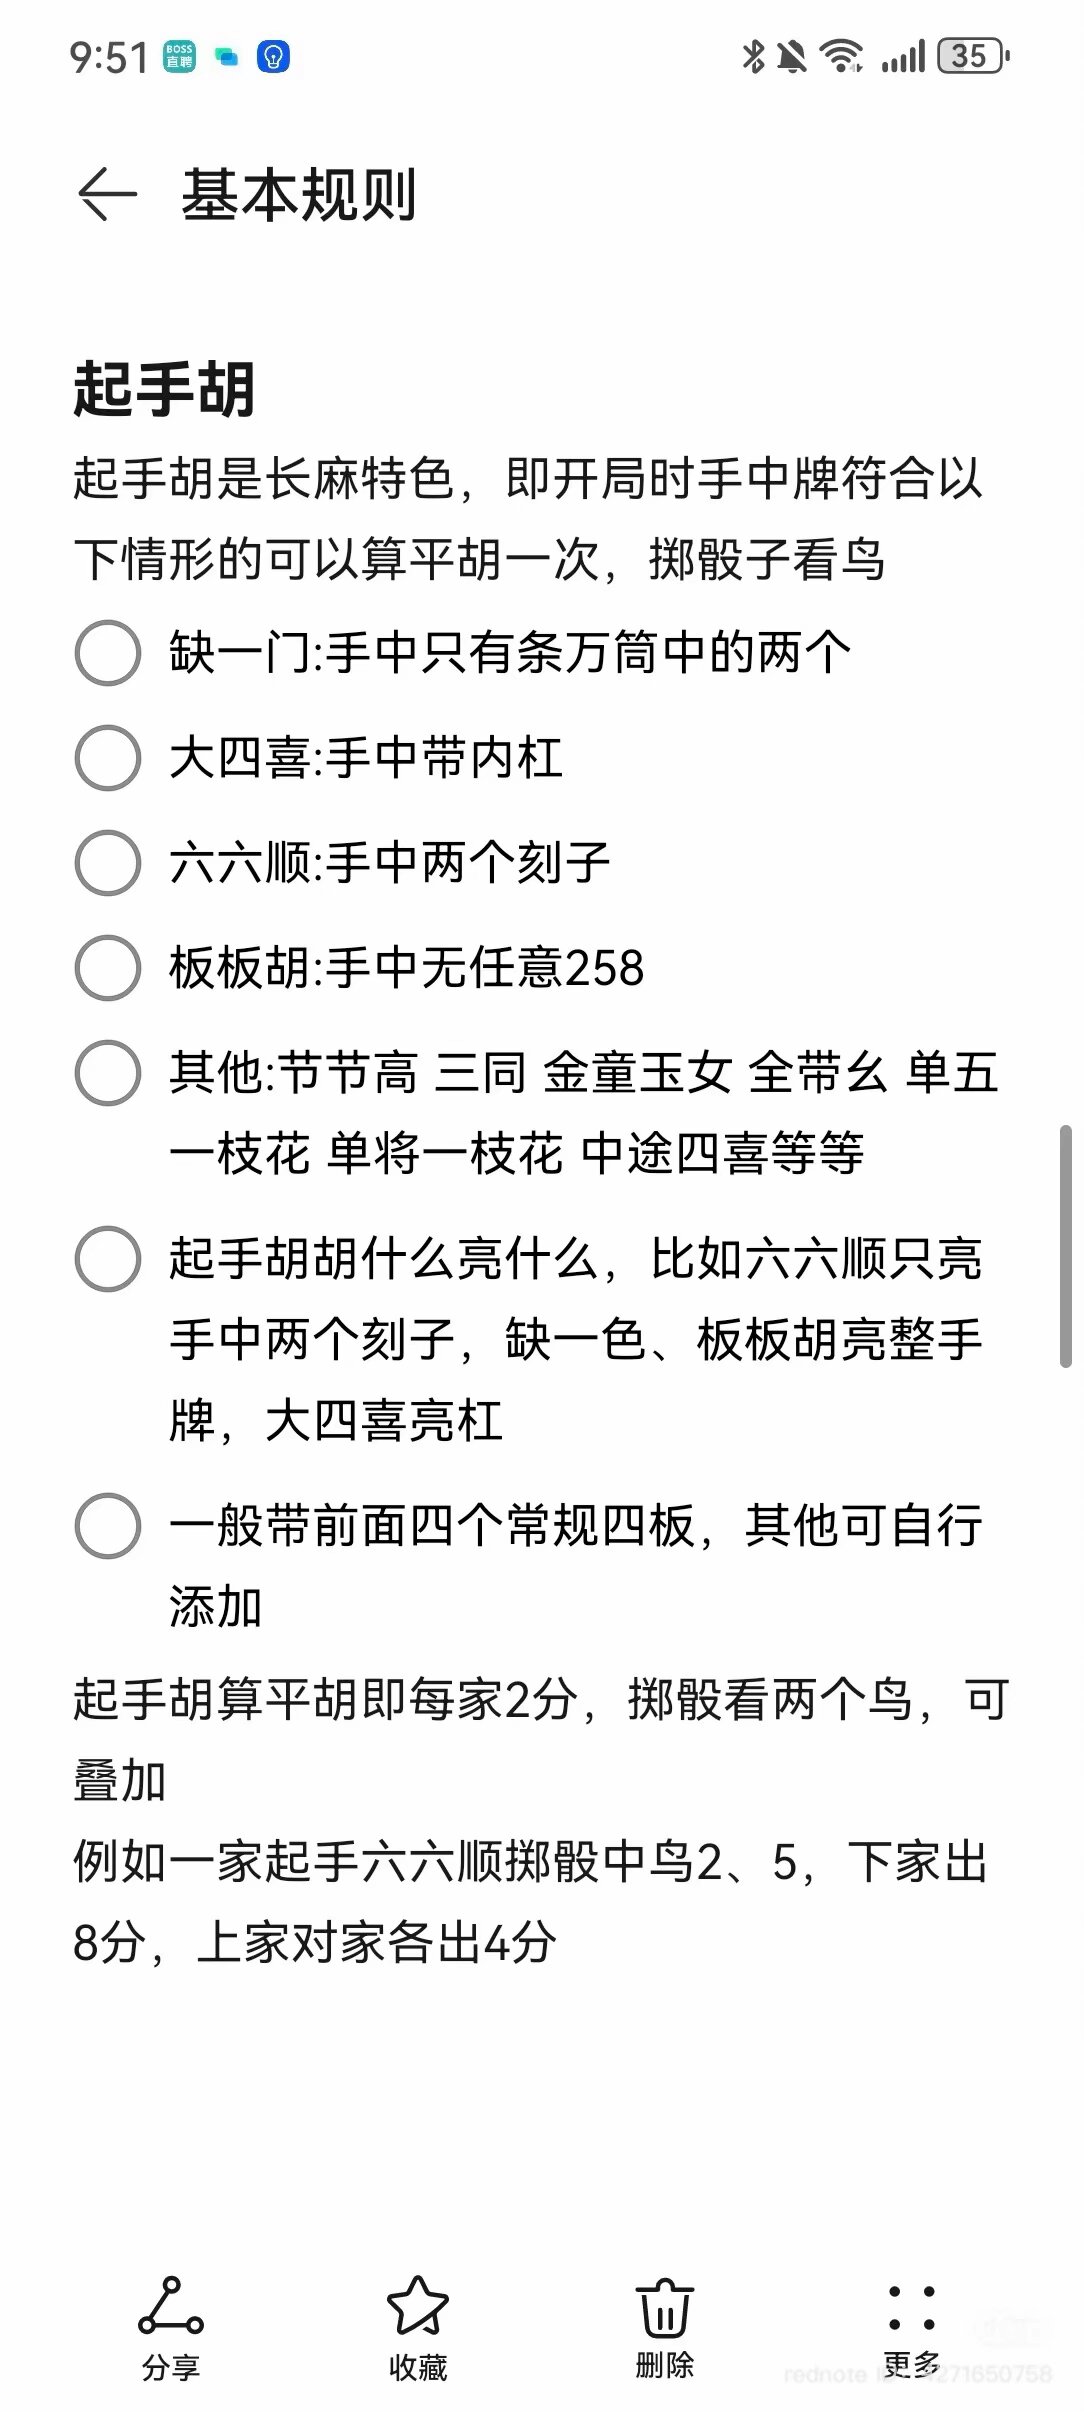 9:51
BOSS
直聘
35
基本规则
起手胡
起手胡是长麻特色，即开局时手中牌符合以
下情形的可以算平胡一次，掷骰子看鸟
缺一门:手中只有条万筒中的两个
大四喜:手中带内杠
六六顺:手中两个刻子
板板胡:手中无任意258
其他:节节高 三同 金童玉女 全带幺 单五
一枝花 单将一枝花 中途四喜等等
起手胡胡什么亮什么，比如六六顺只亮
手中两个刻子，缺一色、板板胡亮整手
牌，大四喜亮杠
一般带前面四个常规四板，其他可自行
添加
起手胡算平胡即每家2分，掷骰看两个鸟，可
叠加
例如一家起手六六顺掷骰中鸟2、5，下家出
8分，上家对家各出4分
分享
收藏
删除
更多
rednote ID: 4271650758